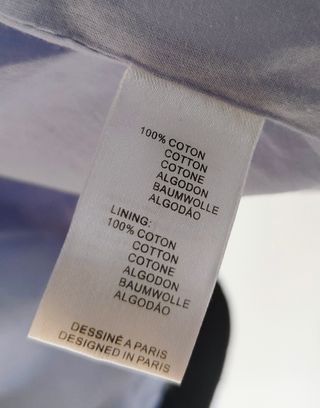 100% COTON
COTTON
COTONE
ALGODON
BAUMWOLLE
ALGODÃO
LINING:
100% COTON
COTTON
COTONE
ALGODON
BAUMWOLLE
ALGODÃO
DESSINÉ A PARIS
DESIGNED IN PARIS